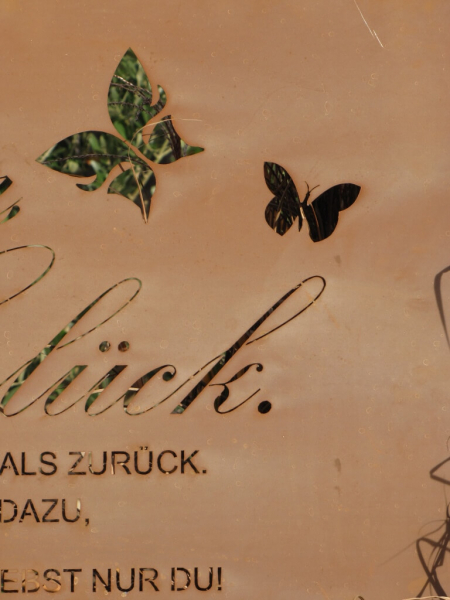 lück.
ALS ZURÜCK.
DAZU,
EBST NUR DU!